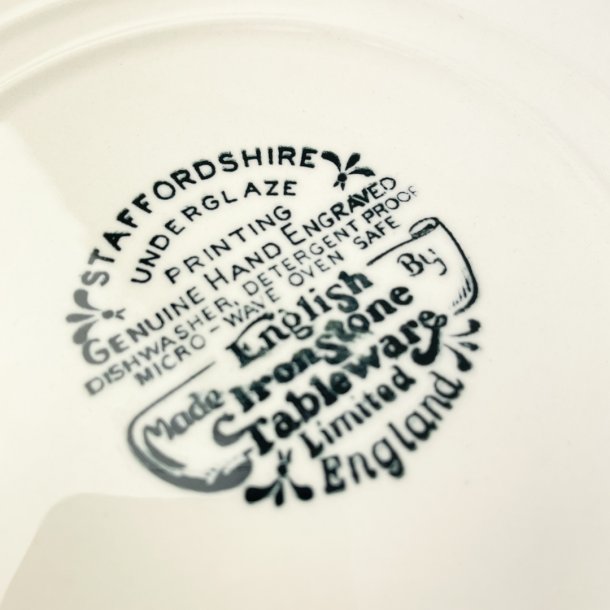 STAFFORDSHIRE
UNDERGLAZE
PRINTING
GENUINE HAND ENGRAVED
DISHWASHER, DETERGENT PROOF
MICRO-WAVE OVEN SAFE
Made English By
IronStone
Tableware
Limited
England